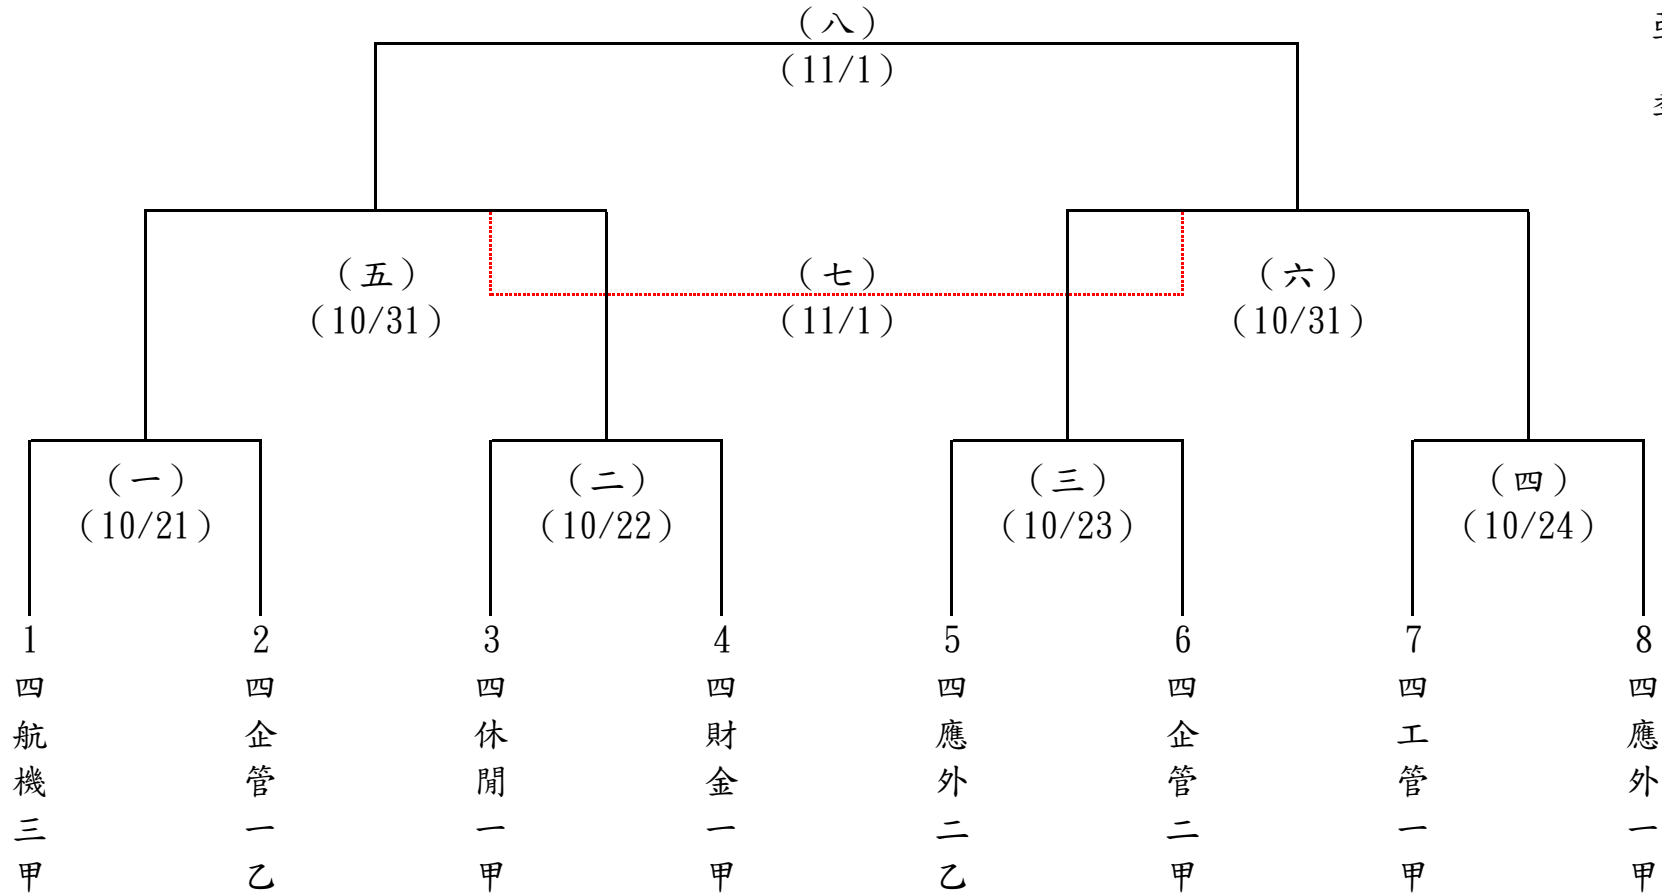 （八）
（11/1）
（五）
（10/31）
（七）
（11/1）
（六）
（10/31）
（一）
（10/21）
（二）
（10/22）
（三）
（10/23）
（四）
（10/24）
1
四航機三甲
2
四企管一乙
3
四休閒一甲
4
四財金一甲
5
四應外二乙
6
四企管二甲
7
四工管一甲
8
四應外一甲